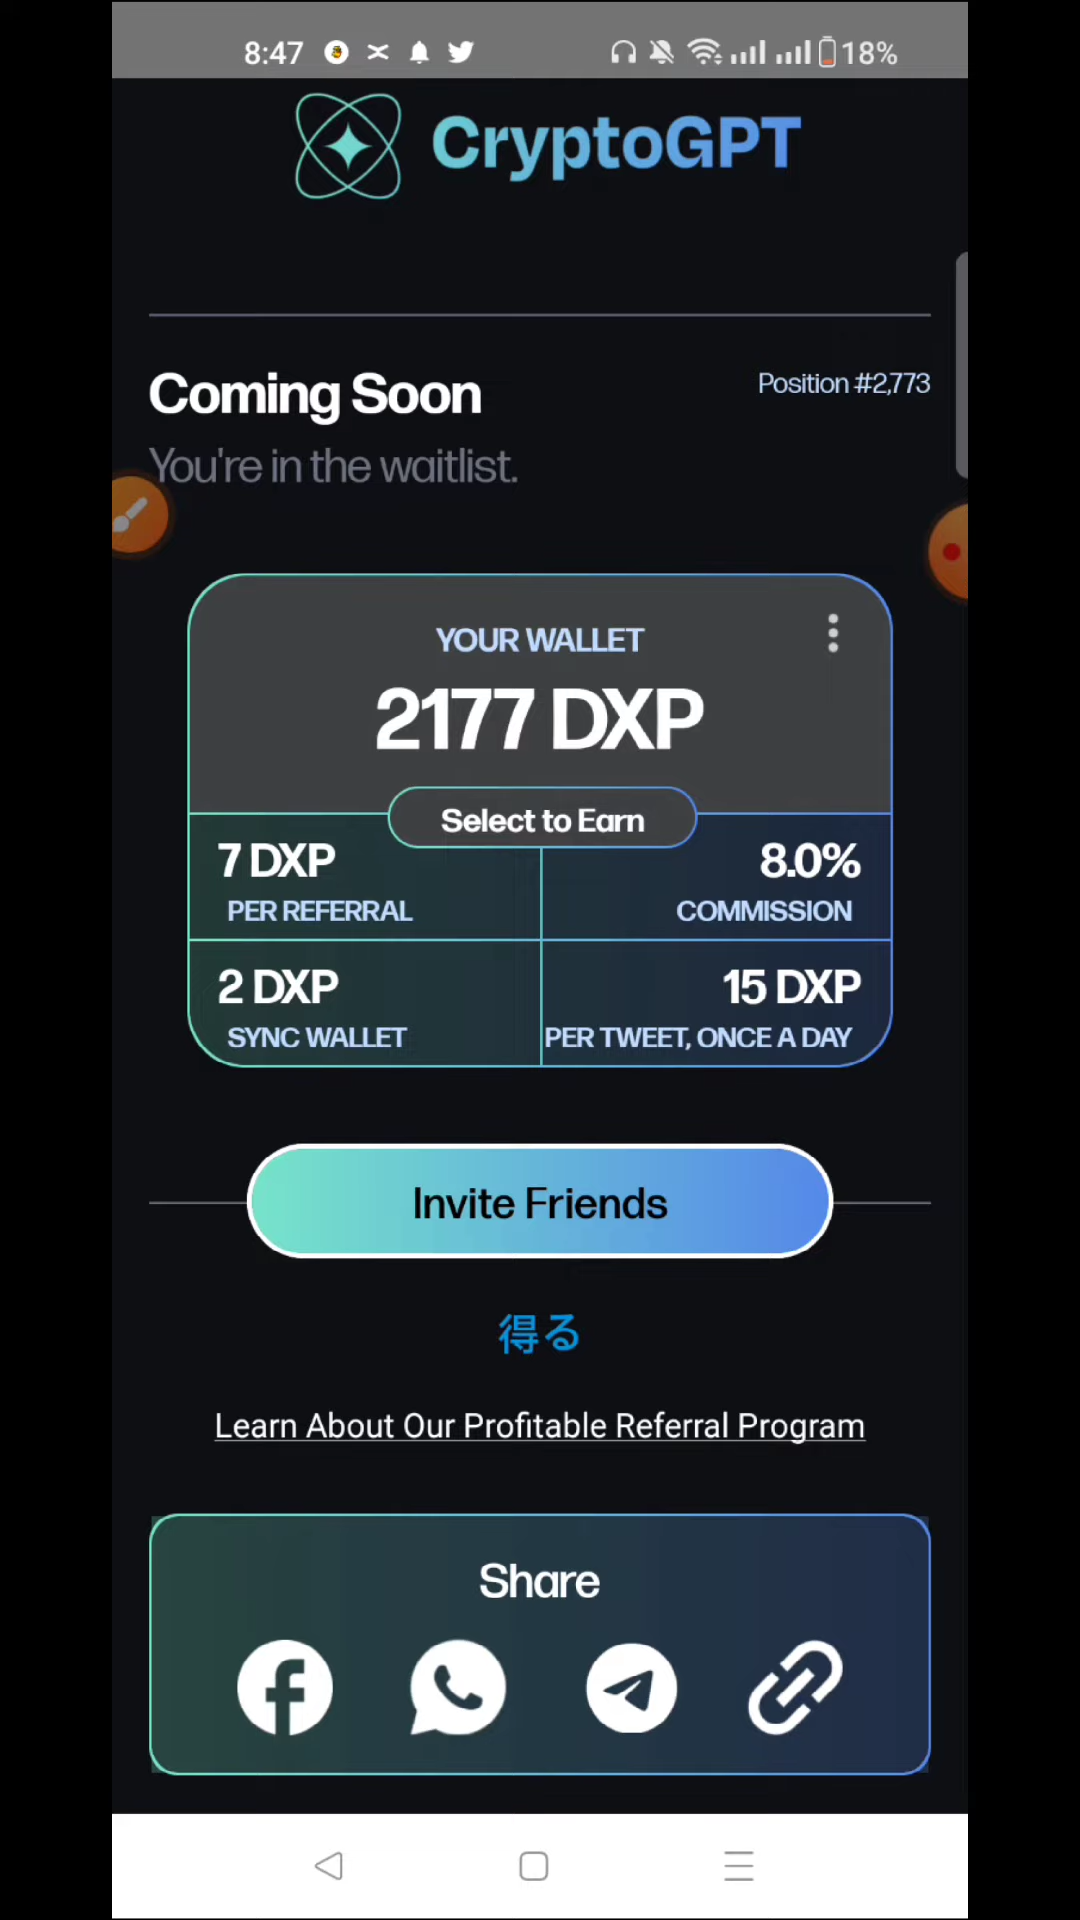 8:47 18%
CryptoGPT
Coming Soon
Position #2,773
You're in the waitlist.
YOUR WALLET
2177 DXP
Select to Earn
7 DXP 8.0%
PER REFERRAL COMMISSION
2 DXP 15 DXP
SYNC WALLET PER TWEET, ONCE A DAY
Invite Friends
得る
Learn About Our Profitable Referral Program
Share